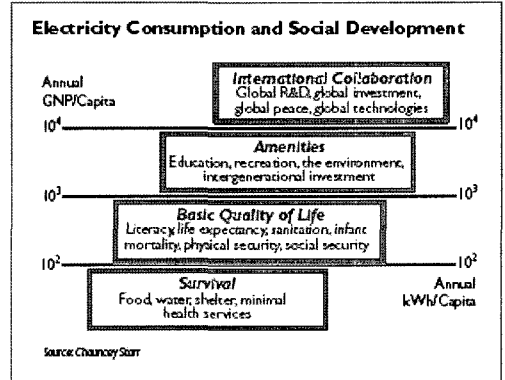 Electricity Consumption and Social Development
International Collaboration
Global R&D, global investment,
global peace, global technologies
Annual
GNP/Capita
10⁴
10⁴
Amenities
Education, recreation, the environment,
intergenerational investment
10³
10³
Basic Quality of Life
Literacy, life expectancy, sanitation, infant
mortality, physical security, social security
10²
10²
Survival
Food, water, shelter, minimal
health services
Annual
kWh/Capita
Source: Chauncey Starr